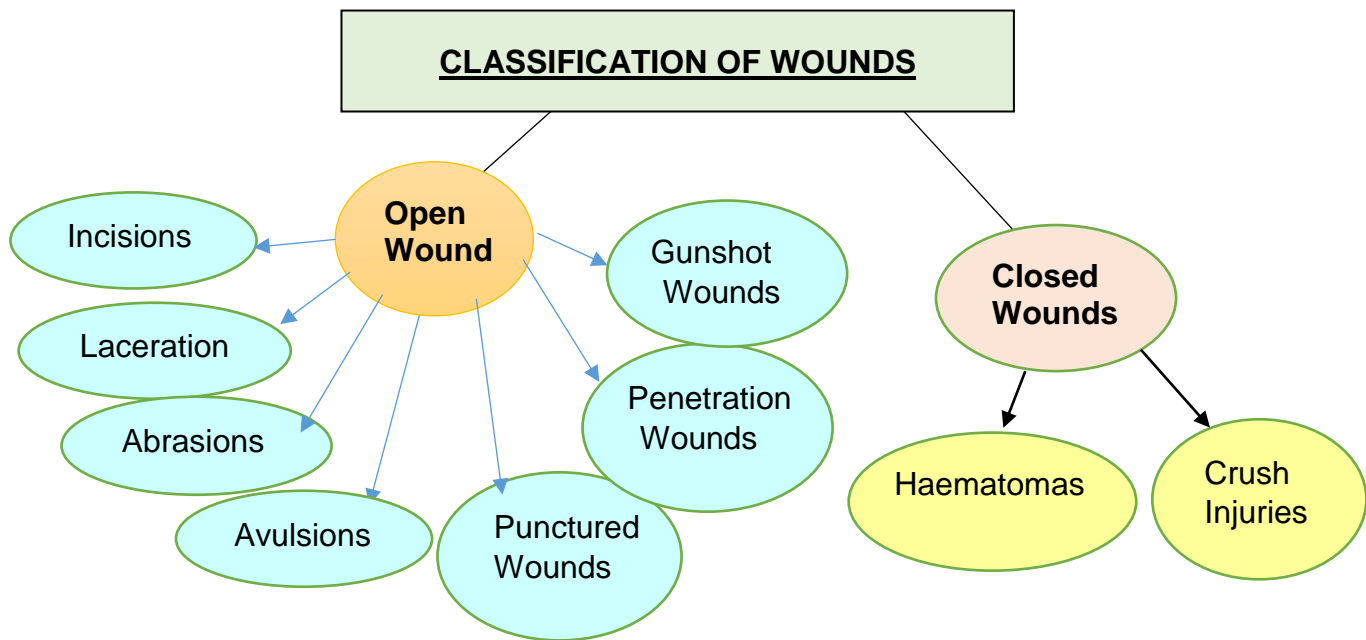 CLASSIFICATION OF WOUNDS
Open
Wound
Incisions
Laceration
Abrasions
Avulsions
Punctured
Wounds
Penetration
Wounds
Gunshot
Wounds
Closed
Wounds
Haematomas
Crush
Injuries